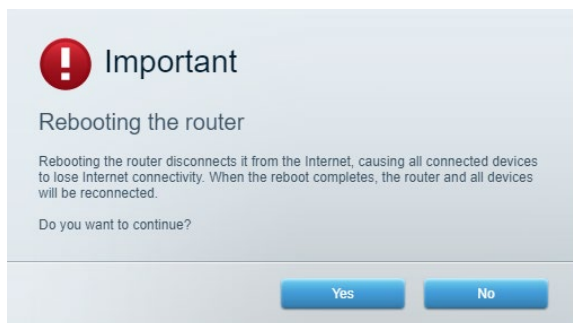 Important
Rebooting the router
Rebooting the router disconnects it from the Internet, causing all connected devices
to lose Internet connectivity. When the reboot completes, the router and all devices
will be reconnected.
Do you want to continue?
Yes No